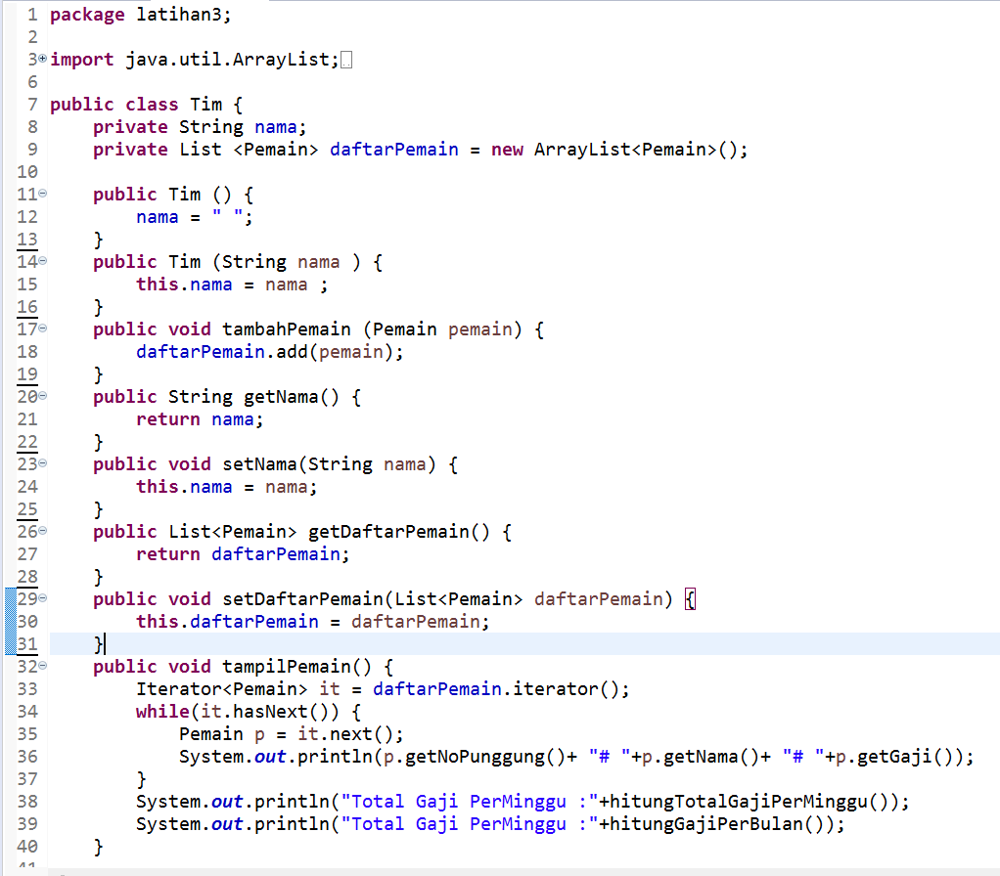 1 package latihan3;
2
3 import java.util.ArrayList;
6
7 public class Tim {
8     private String nama;
9     private List <Pemain> daftarPemain = new ArrayList<Pemain>();
10
11     public Tim () {
12         nama = " ";
13     }
14     public Tim (String nama ) {
15         this.nama = nama ;
16     }
17     public void tambahPemain (Pemain pemain) {
18         daftarPemain.add(pemain);
19     }
20     public String getNama() {
21         return nama;
22     }
23     public void setNama(String nama) {
24         this.nama = nama;
25     }
26     public List<Pemain> getDaftarPemain() {
27         return daftarPemain;
28     }
29     public void setDaftarPemain(List<Pemain> daftarPemain) {
30         this.daftarPemain = daftarPemain;
31     }
32     public void tampilPemain() {
33         Iterator<Pemain> it = daftarPemain.iterator();
34         while(it.hasNext()) {
35             Pemain p = it.next();
36             System.out.println(p.getNoPunggung()+ "# "+p.getNama()+ "# "+p.getGaji());
37         }
38         System.out.println("Total Gaji PerMinggu :"+hitungTotalGajiPerMinggu());
39         System.out.println("Total Gaji PerMinggu :"+hitungGajiPerBulan());
40     }
41